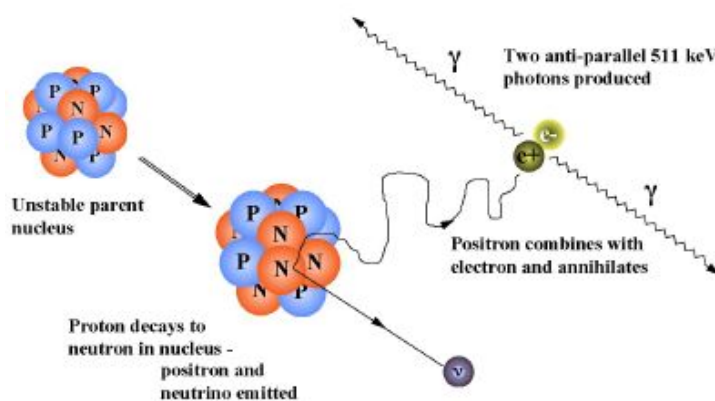 γ
Two anti-parallel 511 keV
photons produced
e-
e+
γ
P
N
P
N
P
N
P
P
N
P
Unstable parent
nucleus
P
P
N
N
P
N
N
N
P
Positron combines with
electron and annihilates
Proton decays to
neutron in nucleus -
positron and
neutrino emitted
ν